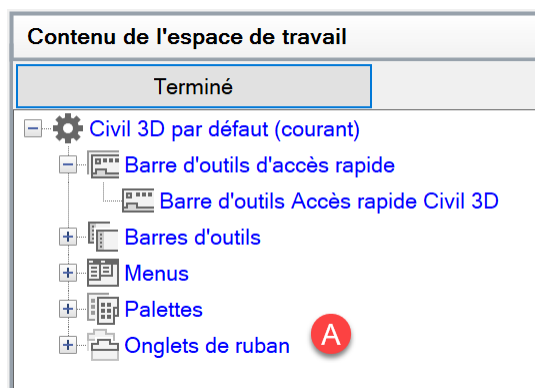 Contenu de l'espace de travail
Terminé
Civil 3D par défaut (courant)
Barre d'outils d'accès rapide
Barre d'outils Accès rapide Civil 3D
Barres d'outils
Menus
Palettes
Onglets de ruban
A